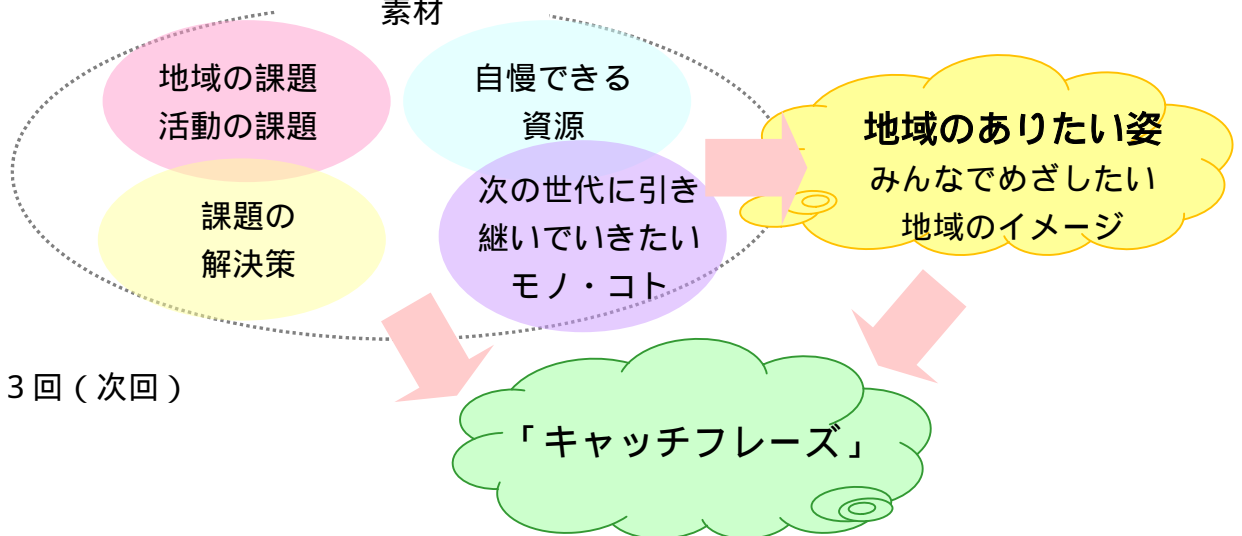 素材
地域の課題
活動の課題
自慢できる
資源
課題の
解決策
次の世代に引き
継いでいきたい
モノ・コト
地域のありたい姿
みんなでめざしたい
地域のイメージ
3回(次回)
「キャッチフレーズ」